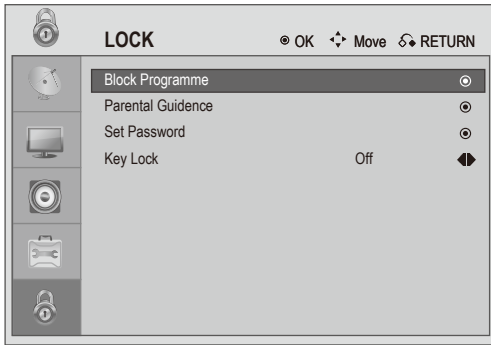 LOCK OK Move RETURN
Block Programme
Parental Guidence
Set Password
Key Lock Off